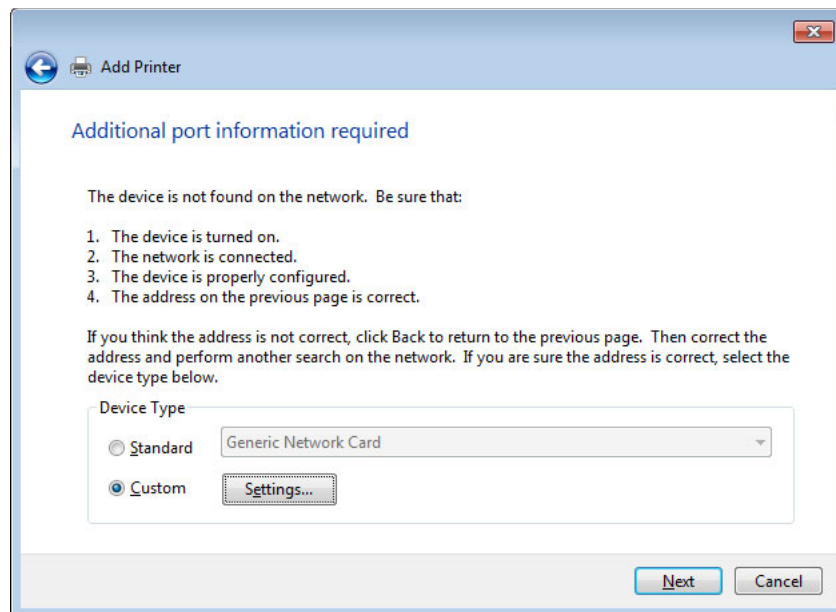 Add Printer
Additional port information required
The device is not found on the network.  Be sure that:
1.  The device is turned on.
2.  The network is connected.
3.  The device is properly configured.
4.  The address on the previous page is correct.
If you think the address is not correct, click Back to return to the previous page.  Then correct the
address and perform another search on the network.  If you are sure the address is correct, select the
device type below.
Device Type
Standard
Generic Network Card
Custom
Settings...
Next
Cancel